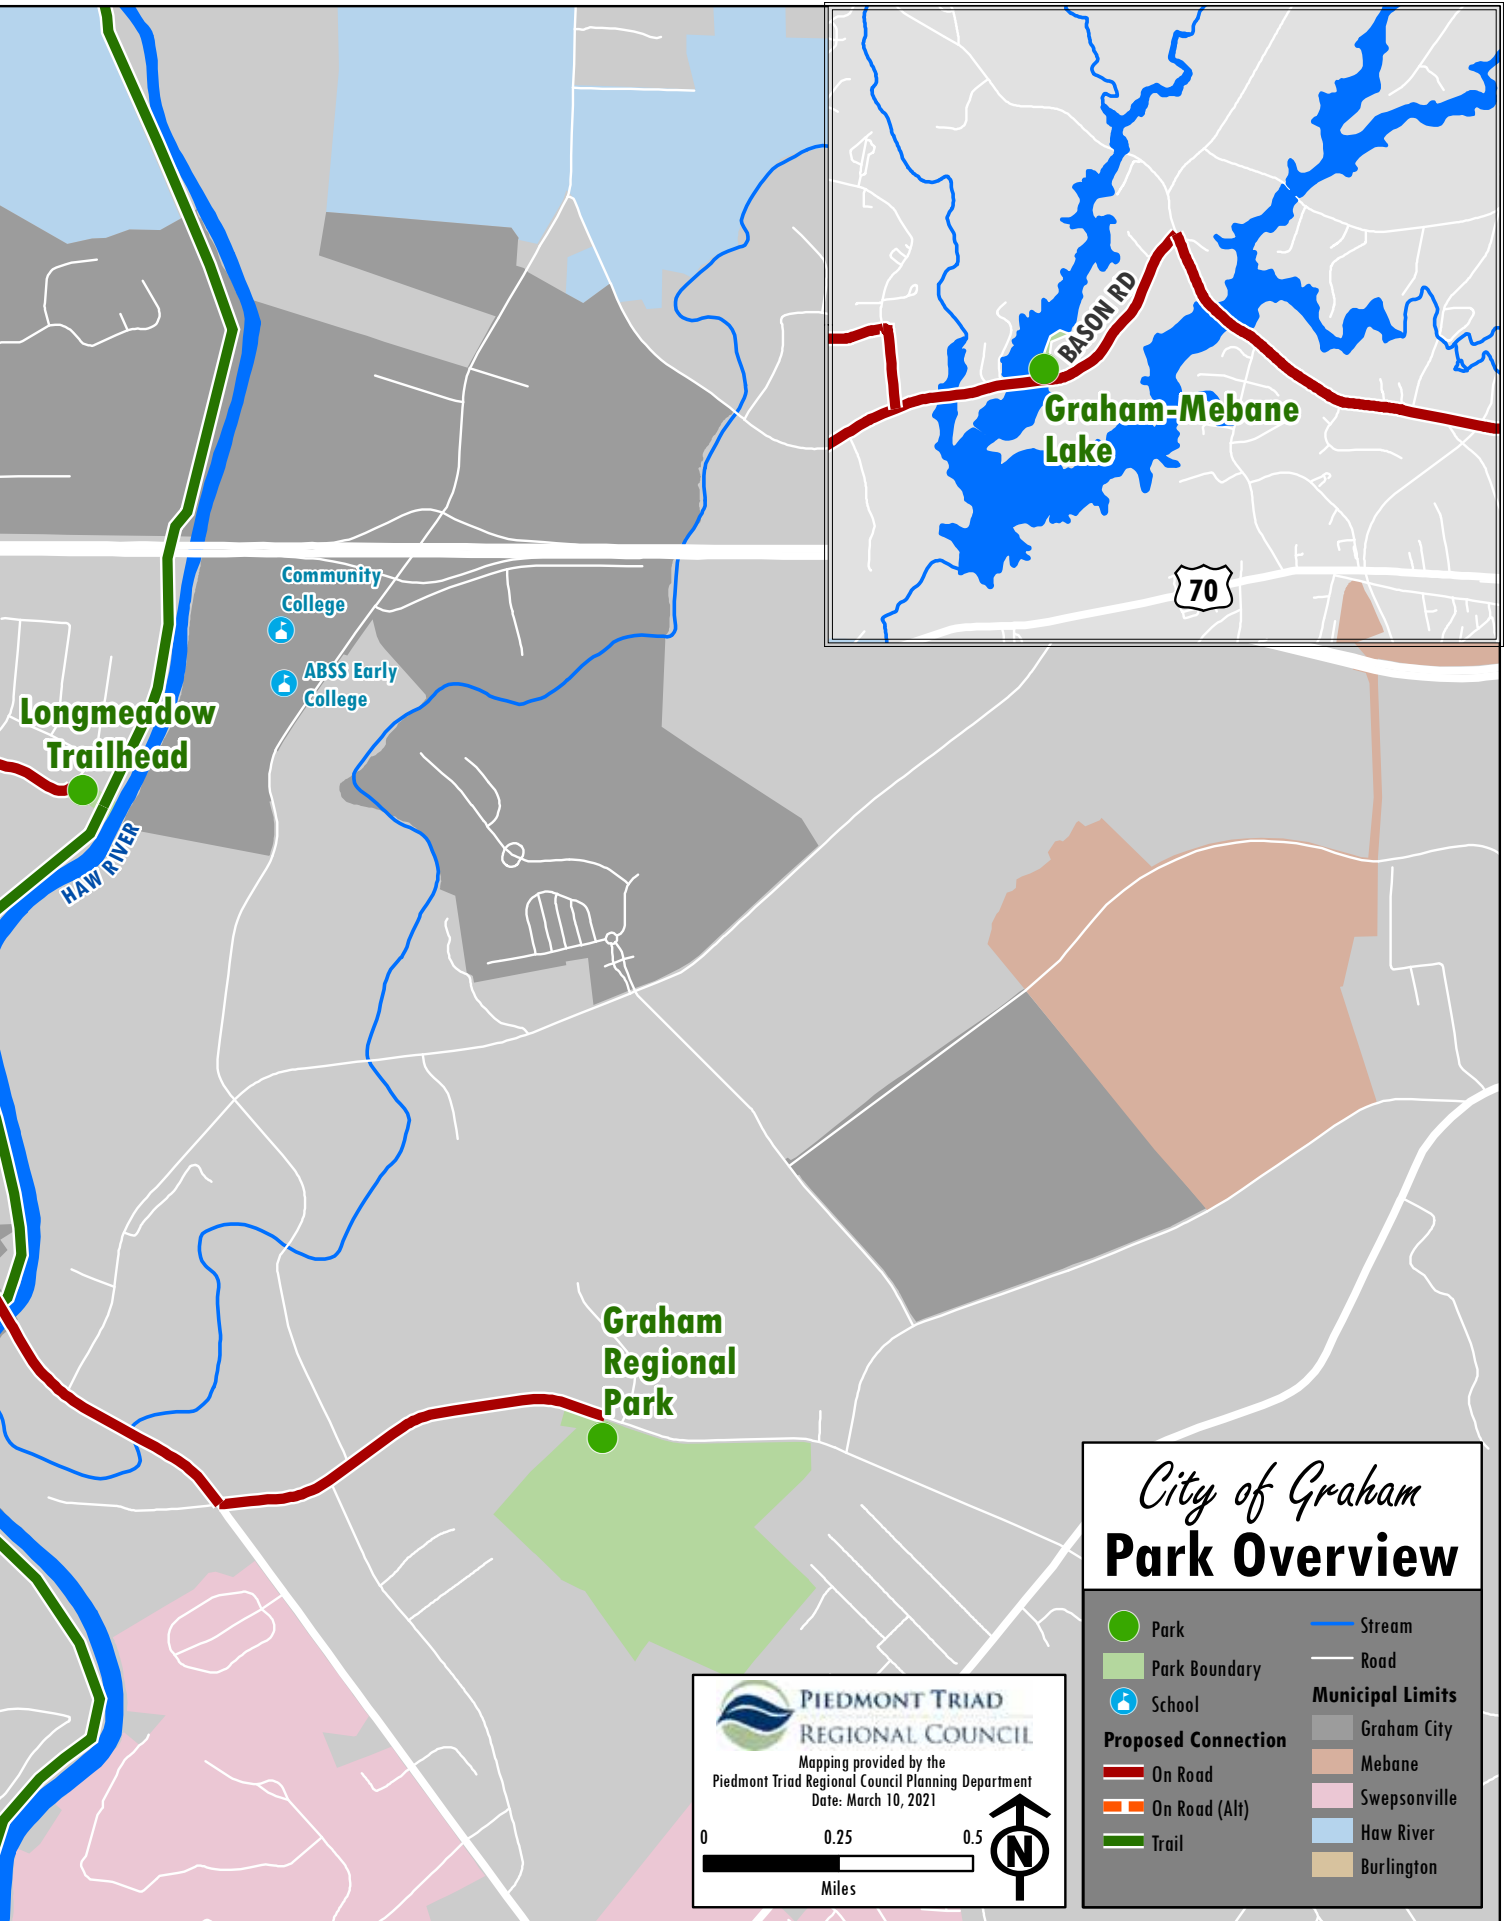 BASON RD
Graham-Mebane
Lake
70
Community
College
ABSS Early
College
Longmeadow
Trailhead
HAW RIVER
Graham
Regional
Park
City of Graham
Park Overview
Park
Park Boundary
School
Proposed Connection
On Road
On Road (Alt)
Trail
Stream
Road
Municipal Limits
Graham City
Mebane
Swepsonville
Haw River
Burlington
PIEDMONT TRIAD
REGIONAL COUNCIL
Mapping provided by the
Piedmont Triad Regional Council Planning Department
Date: March 10, 2021
0 0.25 0.5
Miles
N